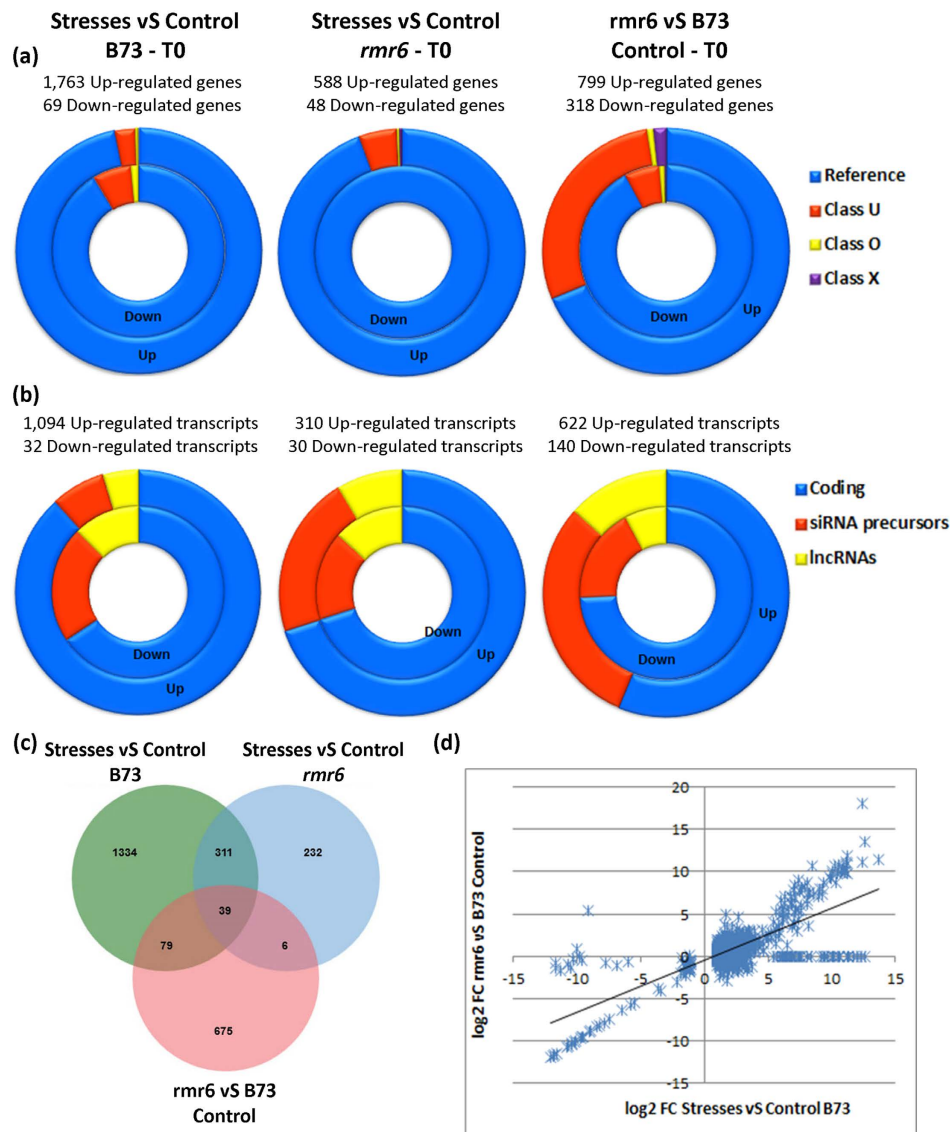 Stresses vS Control
B73 - T0
Stresses vS Control
rmr6 - T0
rmr6 vS B73
Control - T0
(a)
1,763 Up-regulated genes
69 Down-regulated genes
588 Up-regulated genes
48 Down-regulated genes
799 Up-regulated genes
318 Down-regulated genes
Down
Up
Down
Up
Down
Up
Reference
Class U
Class O
Class X
(b)
1,094 Up-regulated transcripts
32 Down-regulated transcripts
310 Up-regulated transcripts
30 Down-regulated transcripts
622 Up-regulated transcripts
140 Down-regulated transcripts
Down
Up
Down
Up
Down
Up
Coding
siRNA precursors
lncRNAs
(c)
Stresses vS Control
B73
Stresses vS Control
rmr6
1334
311
232
39
79
6
675
rmr6 vS B73
Control
(d)
log2 FC rmr6 vS B73 Control
20
15
10
5
0
-5
-10
-15
-15
-10
-5
0
5
10
15
log2 FC Stresses vS Control B73